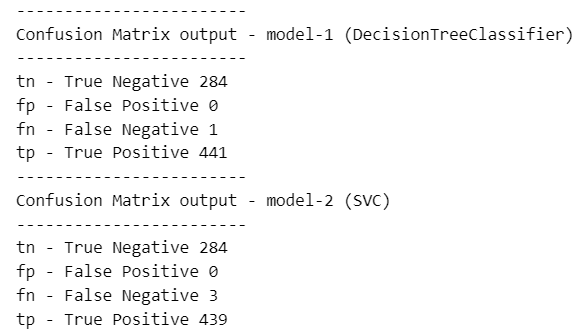 ------------------------
Confusion Matrix output - model-1 (DecisionTreeClassifier)
------------------------
tn - True Negative 284
fp - False Positive 0
fn - False Negative 1
tp - True Positive 441
------------------------
Confusion Matrix output - model-2 (SVC)
------------------------
tn - True Negative 284
fp - False Positive 0
fn - False Negative 3
tp - True Positive 439